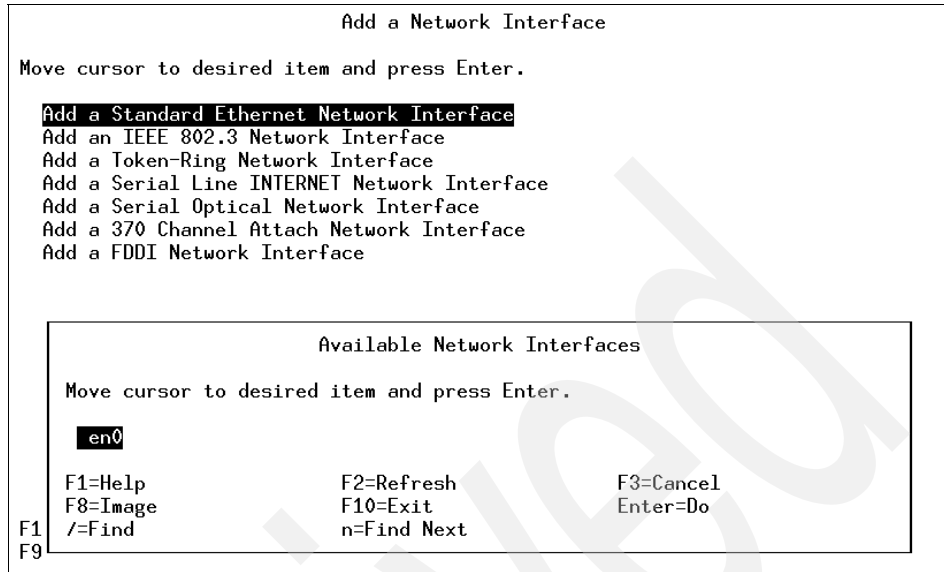 Add a Network Interface
Move cursor to desired item and press Enter.
Add a Standard Ethernet Network Interface
Add an IEEE 802.3 Network Interface
Add a Token-Ring Network Interface
Add a Serial Line INTERNET Network Interface
Add a Serial Optical Network Interface
Add a 370 Channel Attach Network Interface
Add a FDDI Network Interface
Available Network Interfaces
Move cursor to desired item and press Enter.
en0
F1=Help F2=Refresh F3=Cancel
F8=Image F10=Exit Enter=Do
F1 /=Find n=Find Next
F9